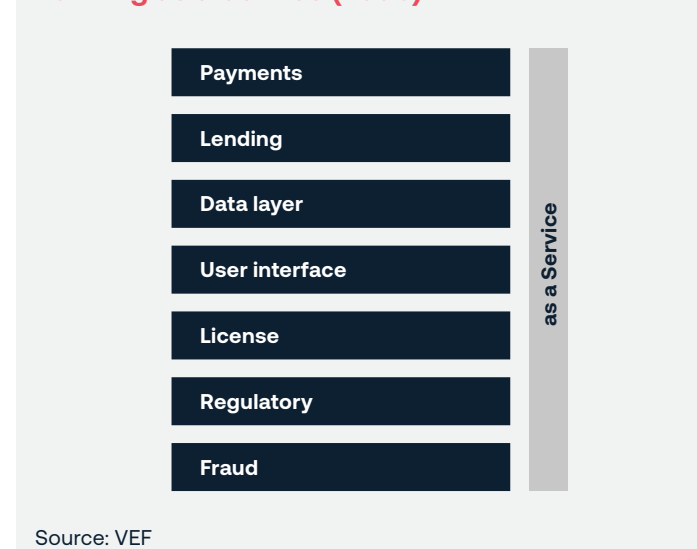 Payments
Lending
Data layer
User interface
License
Regulatory
Fraud
as a Service
Source: VEF